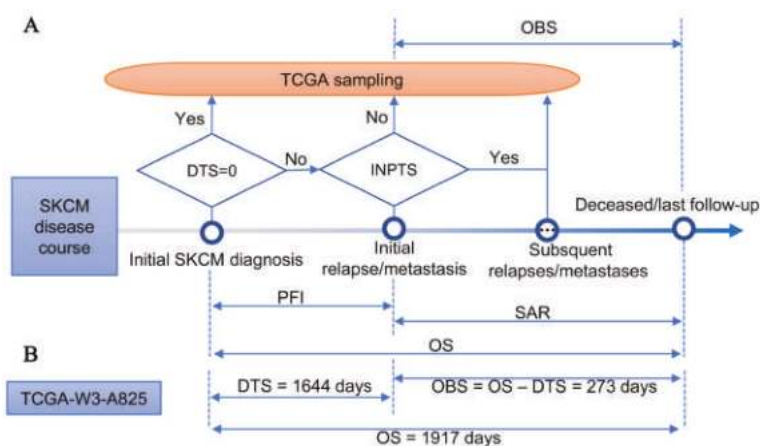 A
OBS
TCGA sampling
Yes
No
DTS=0
No
INPTS
Yes
SKCM
disease
course
Deceased/last follow-up
Initial SKCM diagnosis
Initial
relapse/metastasis
Subsquent
relapses/metastases
PFI
SAR
OS
B
TCGA-W3-A825
DTS = 1644 days
OBS = OS – DTS = 273 days
OS = 1917 days